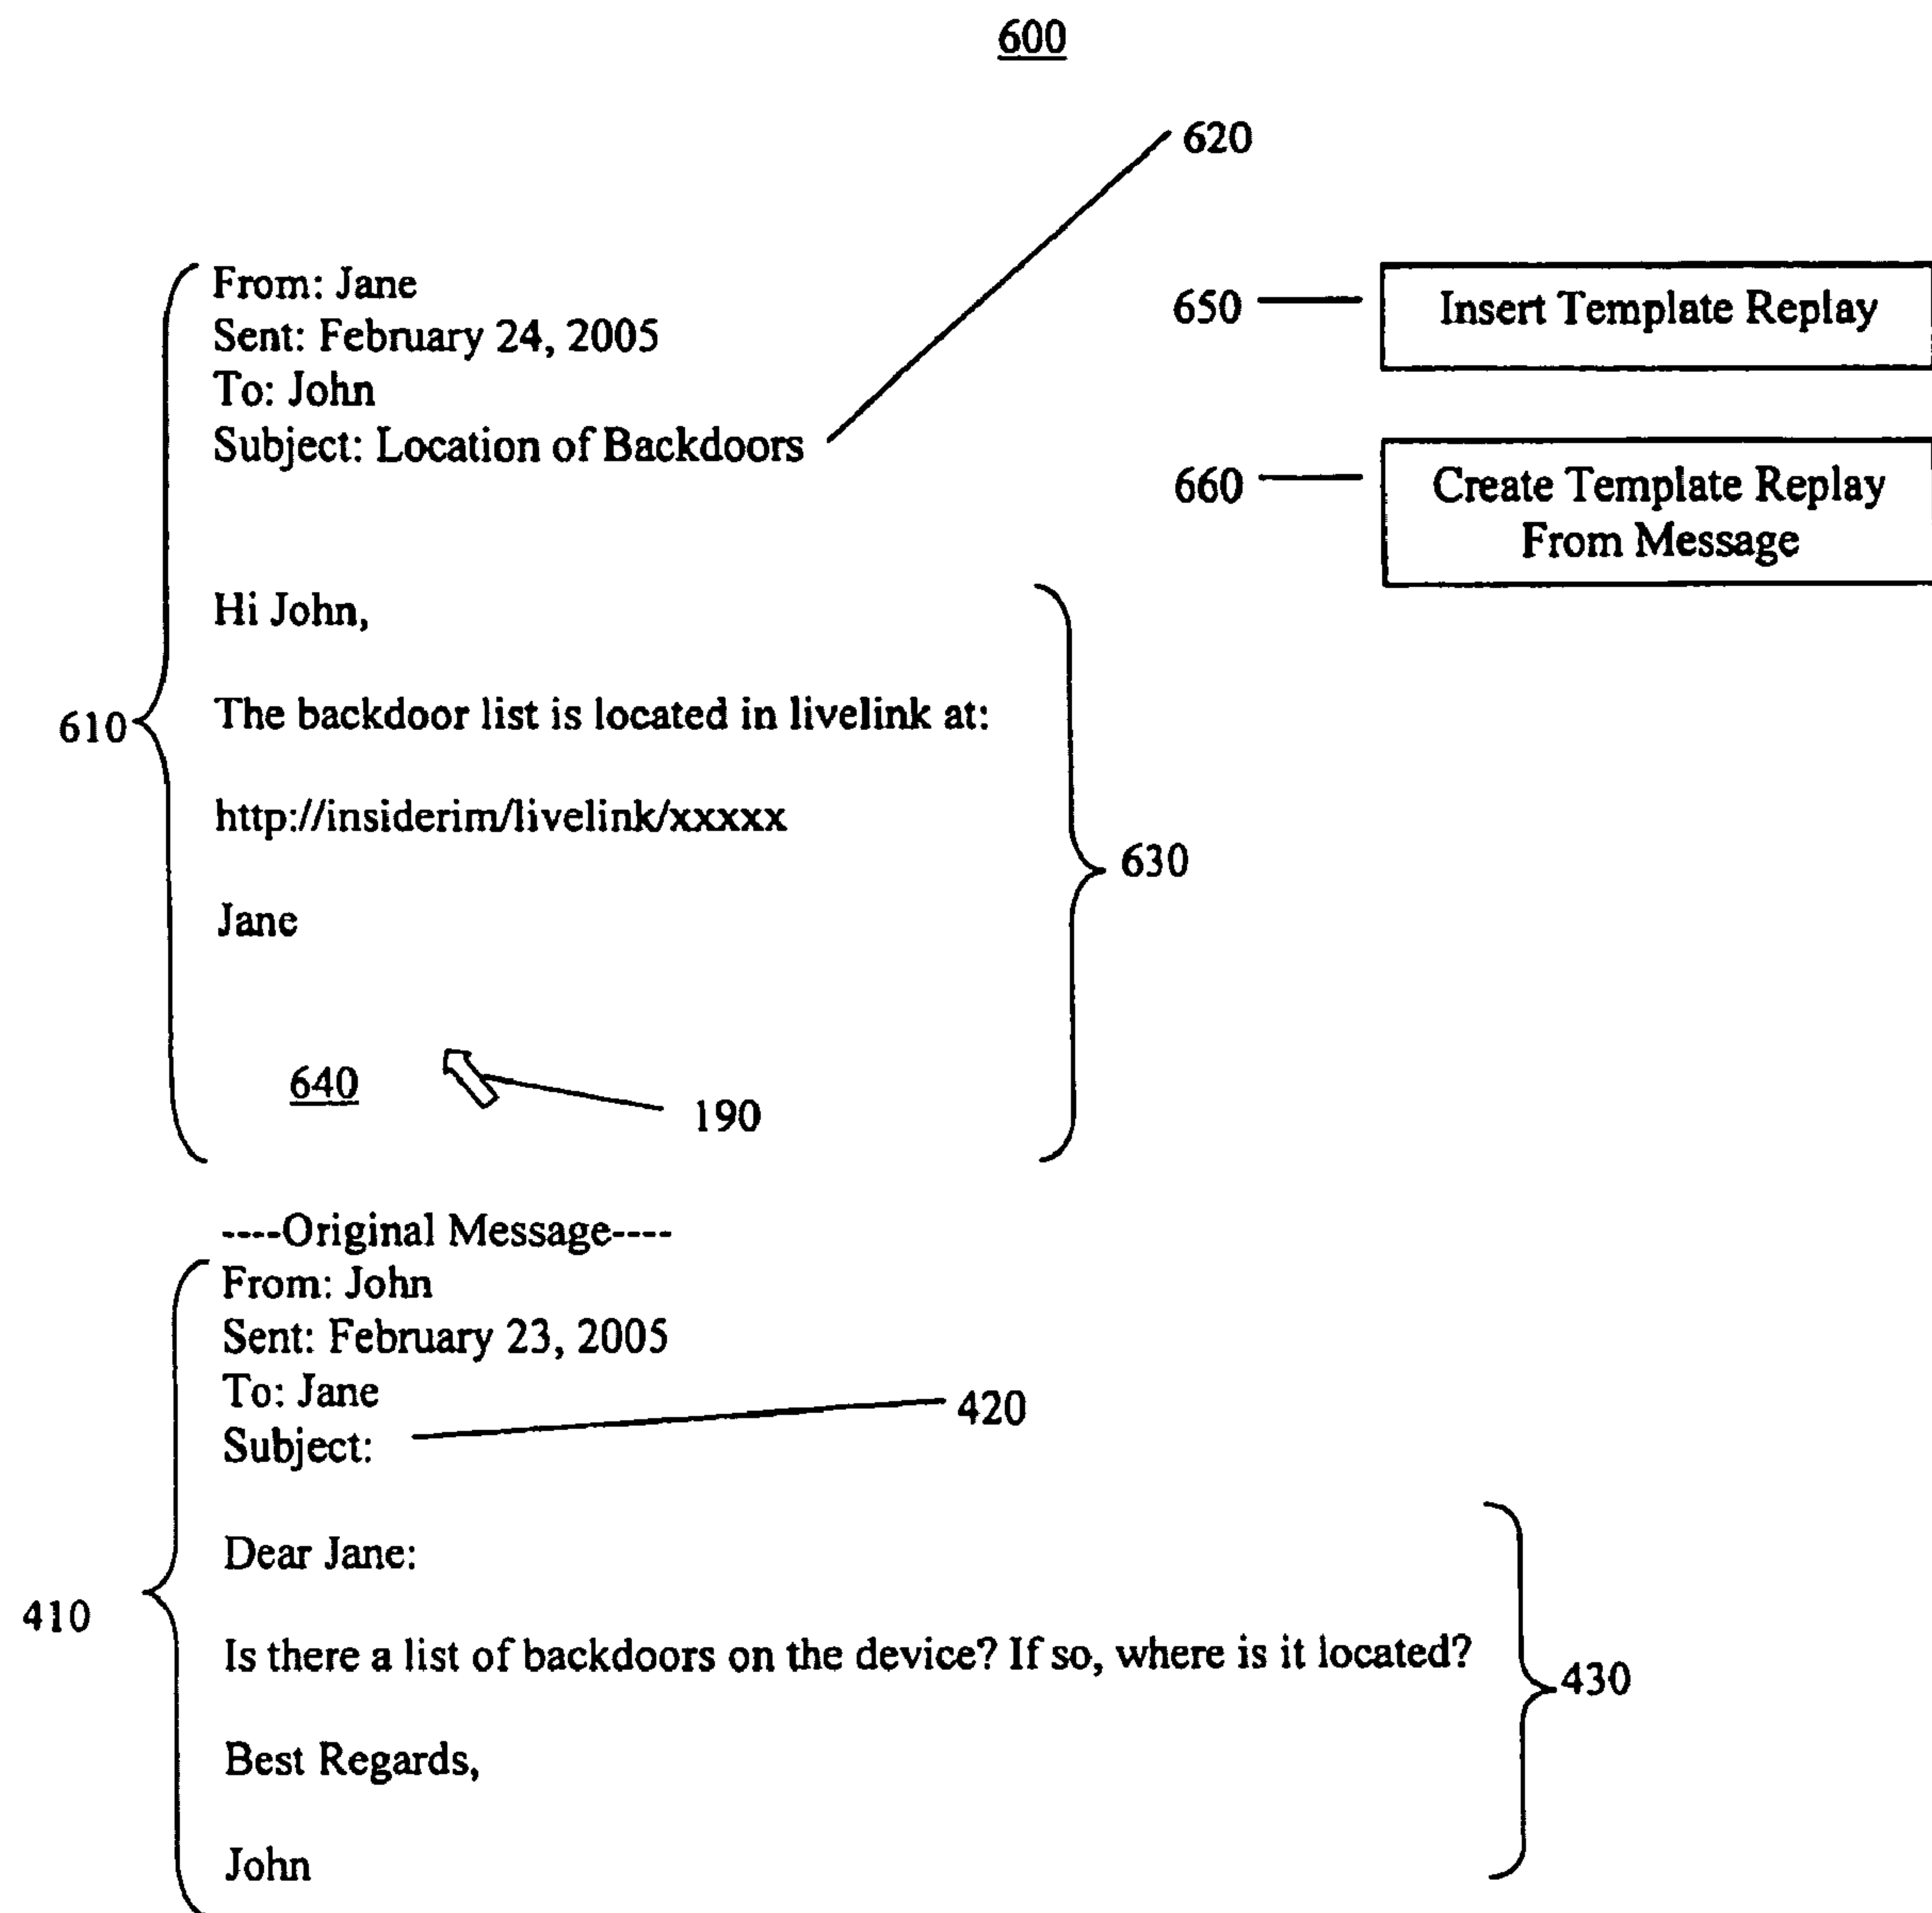 600
620
From: Jane
Sent: February 24, 2005
To: John
Subject: Location of Backdoors
650
Insert Template Replay
660
Create Template Replay
From Message
Hi John,
The backdoor list is located in livelink at:
610
http://insiderim/livelink/xxxxx
630
Jane
640
190
----Original Message----
From: John
Sent: February 23, 2005
To: Jane
420
Subject:
Dear Jane:
410
Is there a list of backdoors on the device? If so, where is it located?
430
Best Regards,
John